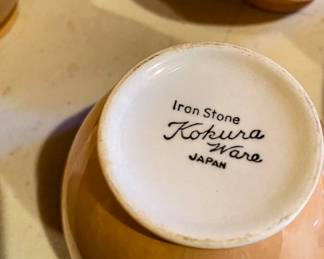 Iron Stone
Kokura
Ware
JAPAN